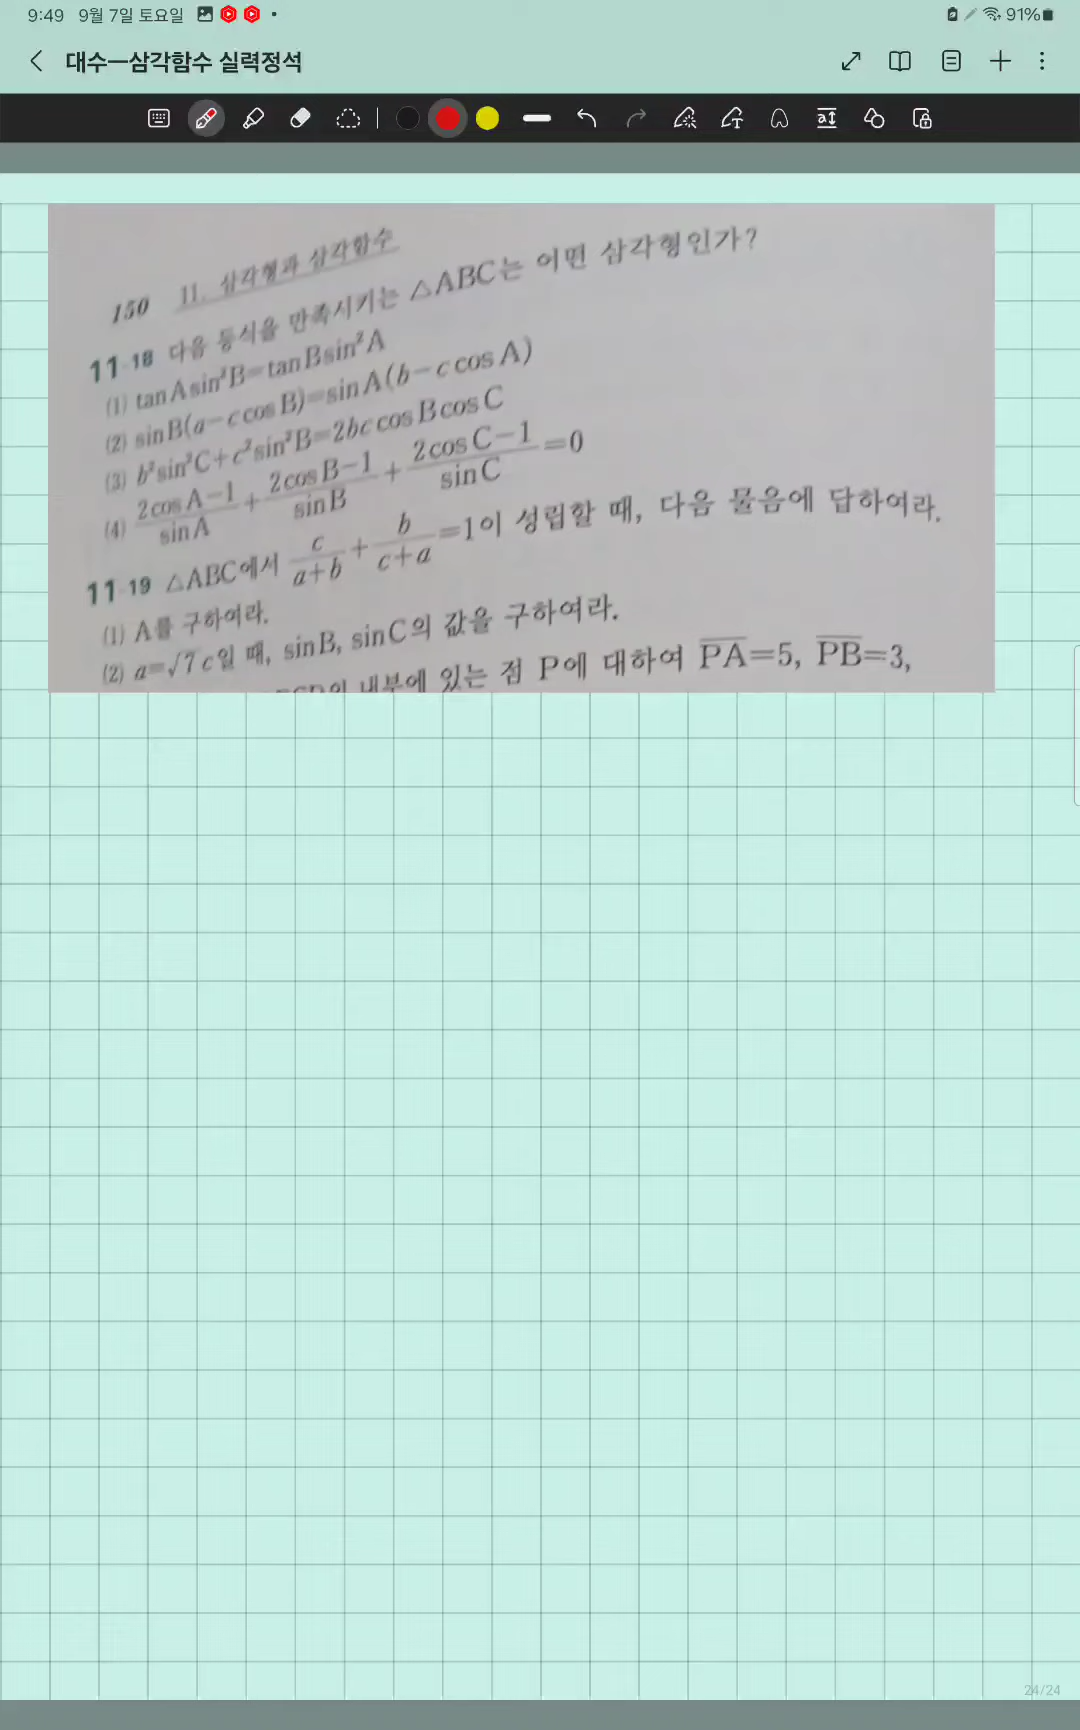 9:49 9월 7일 토요일 91%
대수ㅡ삼각함수 실력정석
150 11. 삼각형과 삼각함수
11-18 다음 등식을 만족시키는 △ABC는 어떤 삼각형인가?
(1) tan A sin²B=tan B sin²A
(2) sin B(a−c cos B)=sin A(b−c cos A)
(3) b²sin²C+c²sin²B=2bc cos B cos C
(4) (2cos A−1)/(sin A) + (2cos B−1)/(sin B) + (2cos C−1)/(sin C) =0
11-19 △ABC에서 c/(a+b) + b/(c+a) =1이 성립할 때, 다음 물음에 답하여라.
(1) A를 구하여라.
(2) a=√7c일 때, sin B, sin C의 값을 구하여라.
내부에 있는 점 P에 대하여 PA=5, PB=3,
24/24